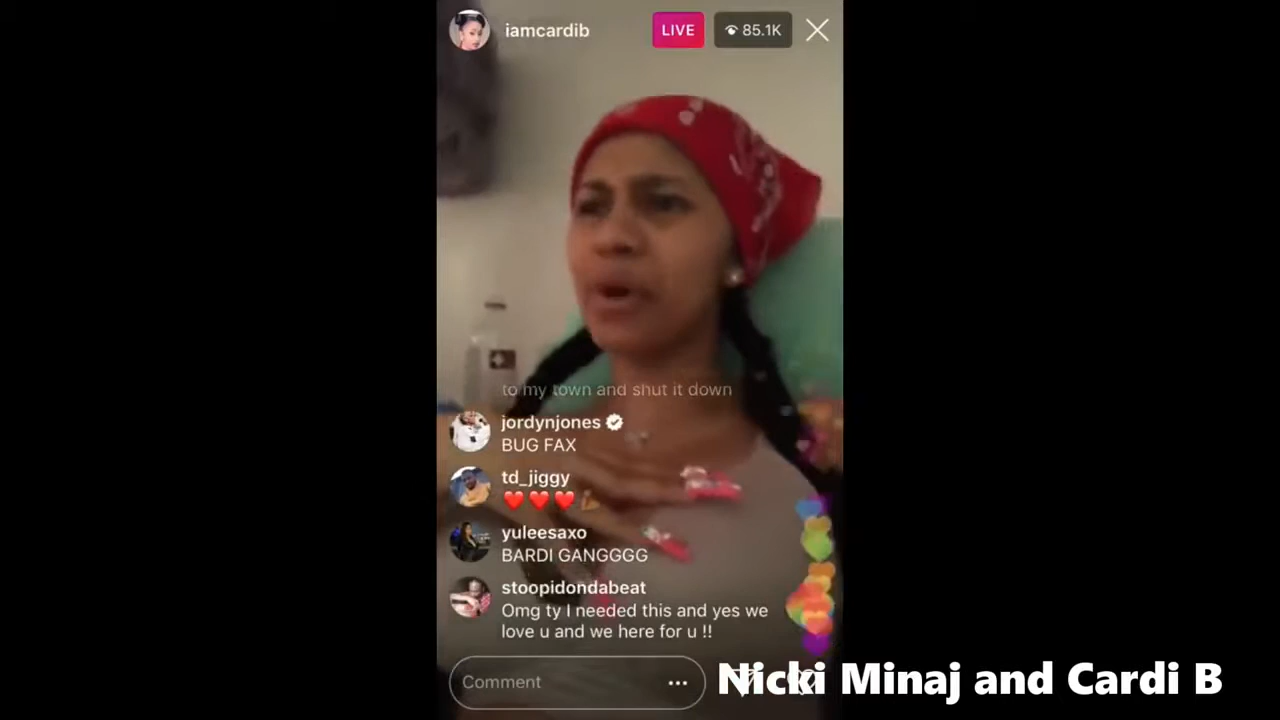 iamcardib
LIVE
85.1K
to my town and shut it down
jordynjones
BUG FAX
td_jiggy
yuleesaxo
BARDI GANGGGG
stoopidondabeat
Omg ty I needed this and yes we
love u and we here for u !!
Comment
Nicki Minaj and Cardi B